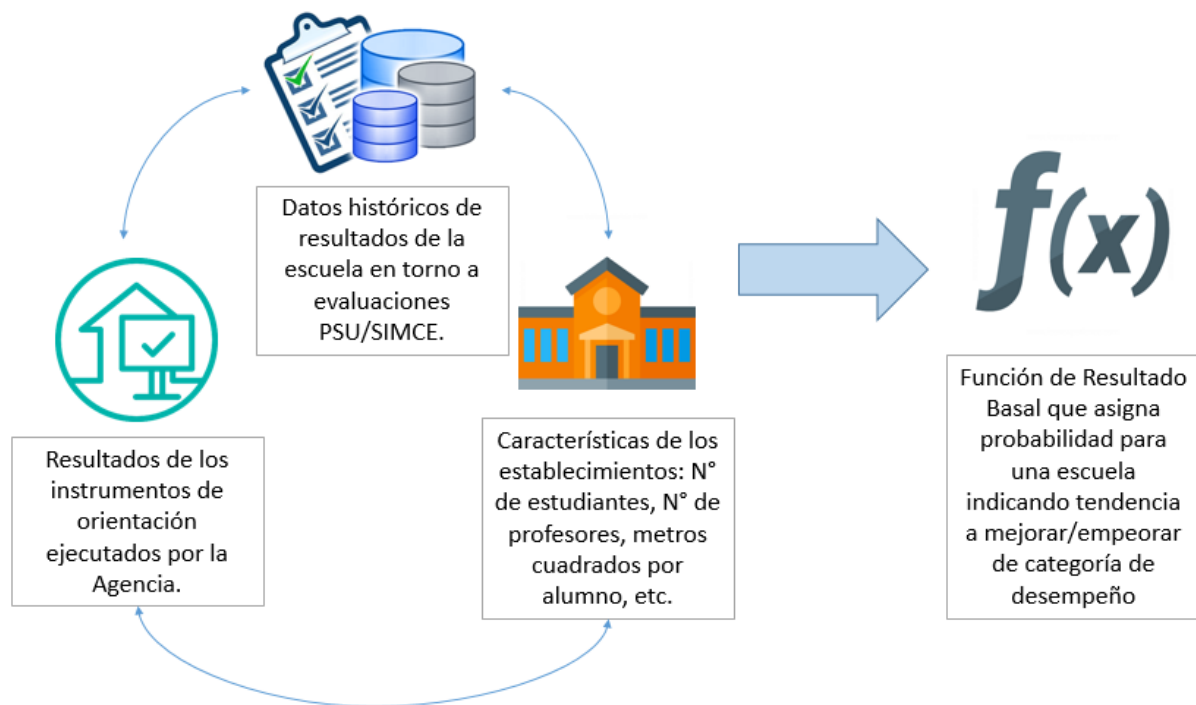 Datos históricos de
resultados de la
escuela en torno a
evaluaciones
PSU/SIMCE.
f(x)
Resultados de los
instrumentos de
orientación
ejecutados por la
Agencia.
Características de los
establecimientos: N°
de estudiantes, N° de
profesores, metros
cuadrados por
alumno, etc.
Función de Resultado
Basal que asigna
probabilidad para
una escuela
indicando tendencia
a mejorar/empeorar
de categoría de
desempeño